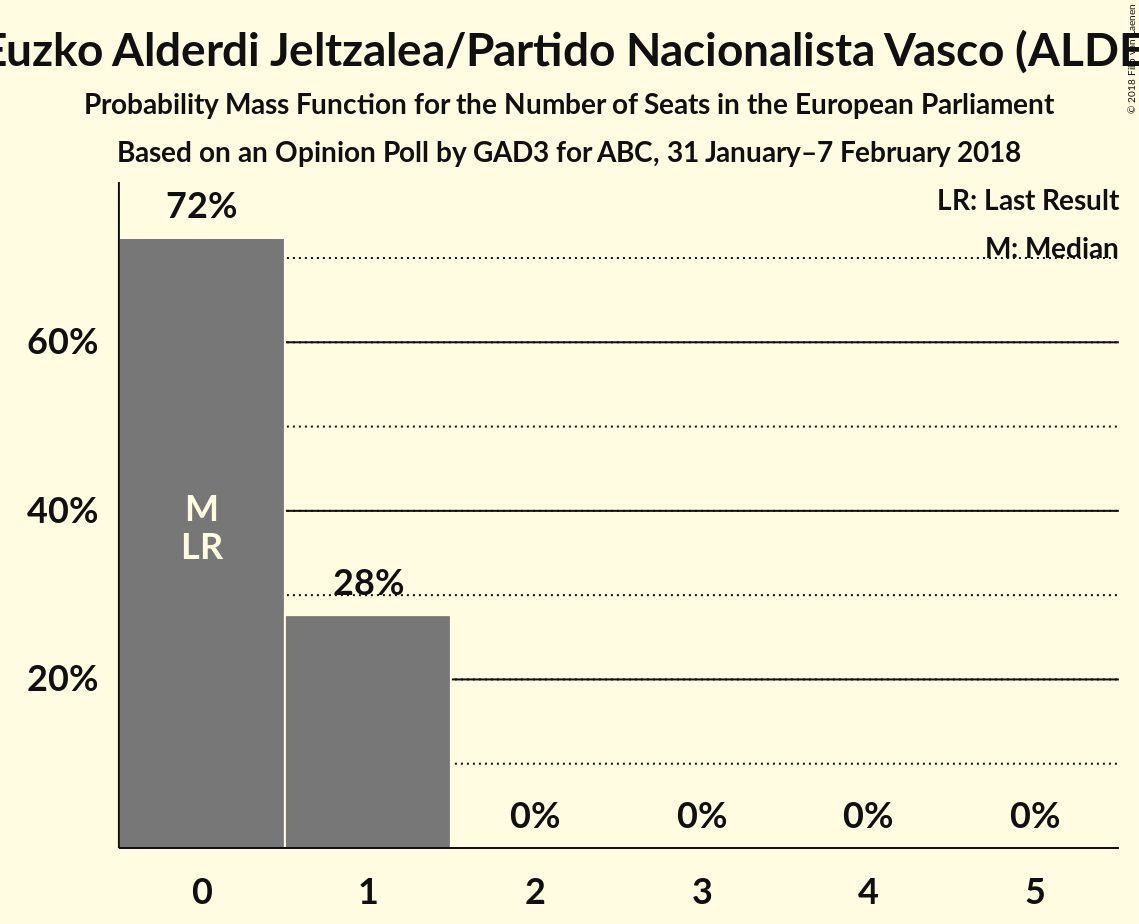 Euzko Alderdi Jeltzalea/Partido Nacionalista Vasco (ALDE
Probability Mass Function for the Number of Seats in the European Parliament
Based on an Opinion Poll by GAD3 for ABC, 31 January–7 February 2018
© 2018
LR: Last Result
M: Median
72%
60%
40%
20%
M
LR
28%
0% 0% 0% 0%
0 1 2 3 4 5